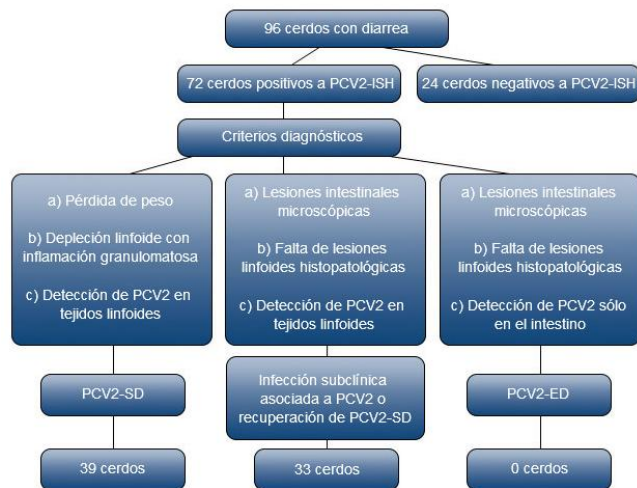 96 cerdos con diarrea
72 cerdos positivos a PCV2-ISH
24 cerdos negativos a PCV2-ISH
Criterios diagnósticos
a) Pérdida de peso
b) Depleción linfoide con
inflamación granulomatosa
c) Detección de PCV2 en
tejidos linfoides
a) Lesiones intestinales
microscópicas
b) Falta de lesiones
linfoides histopatológicas
c) Detección de PCV2 en
tejidos linfoides
a) Lesiones intestinales
microscópicas
b) Falta de lesiones
linfoides histopatológicas
c) Detección de PCV2 sólo
en el intestino
PCV2-SD
Infección subclínica
asociada a PCV2 o
recuperación de PCV2-SD
PCV2-ED
39 cerdos
33 cerdos
0 cerdos